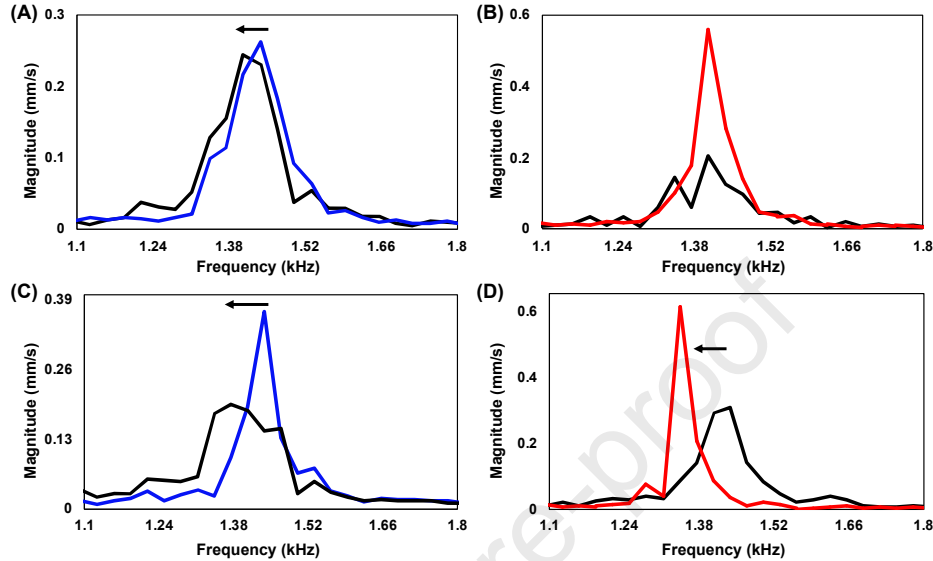 (A)
0.3
0.2
0.1
0
Magnitude (mm/s)
1.1 1.24 1.38 1.52 1.66 1.8
Frequency (kHz)
(B)
0.6
0.4
0.2
0
Magnitude (mm/s)
1.1 1.24 1.38 1.52 1.66 1.8
Frequency (kHz)
(C)
0.39
0.26
0.13
0
Magnitude (mm/s)
1.1 1.24 1.38 1.52 1.66 1.8
Frequency (kHz)
(D)
0.6
0.4
0.2
0
Magnitude (mm/s)
1.1 1.24 1.38 1.52 1.66 1.8
Frequency (kHz)
re-proof